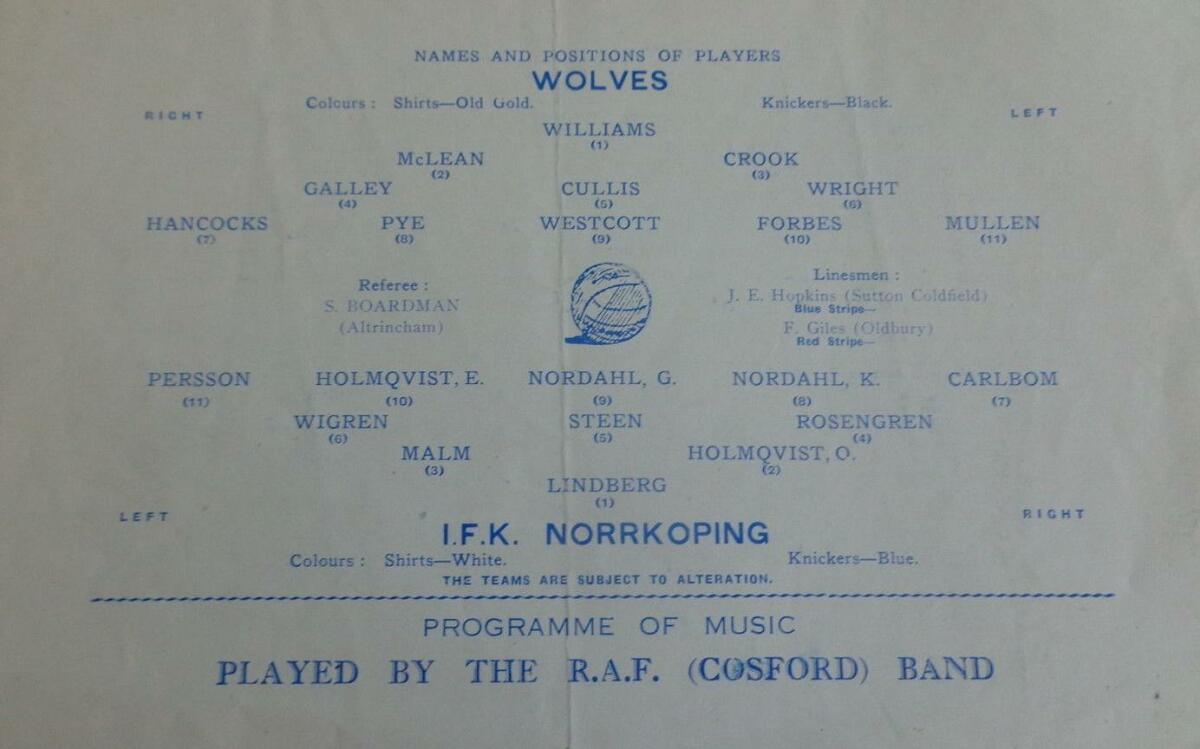 NAMES AND POSITIONS OF PLAYERS
WOLVES
Colours : Shirts—Old Gold. Knickers—Black.
RIGHT LEFT
WILLIAMS
(1)
McLEAN CROOK
(2) (3)
GALLEY CULLIS WRIGHT
(4) (5) (6)
HANCOCKS PYE WESTCOTT FORBES MULLEN
(7) (8) (9) (10) (11)
Referee :
S. BOARDMAN
(Altrincham)
Linesmen :
J. E. Hopkins (Sutton Coldfield)
Blue Stripe—
F. Giles (Oldbury)
Red Stripe—
PERSSON HOLMQVIST, E. NORDAHL, G. NORDAHL, K. CARLBOM
(11) (10) (9) (8) (7)
WIGREN STEEN ROSENGREN
(6) (5) (4)
MALM HOLMQVIST, O.
(3) (2)
LINDBERG
(1)
LEFT RIGHT
I.F.K. NORRKOPING
Colours : Shirts—White. Knickers—Blue.
THE TEAMS ARE SUBJECT TO ALTERATION.
PROGRAMME OF MUSIC
PLAYED BY THE R.A.F. (COSFORD) BAND